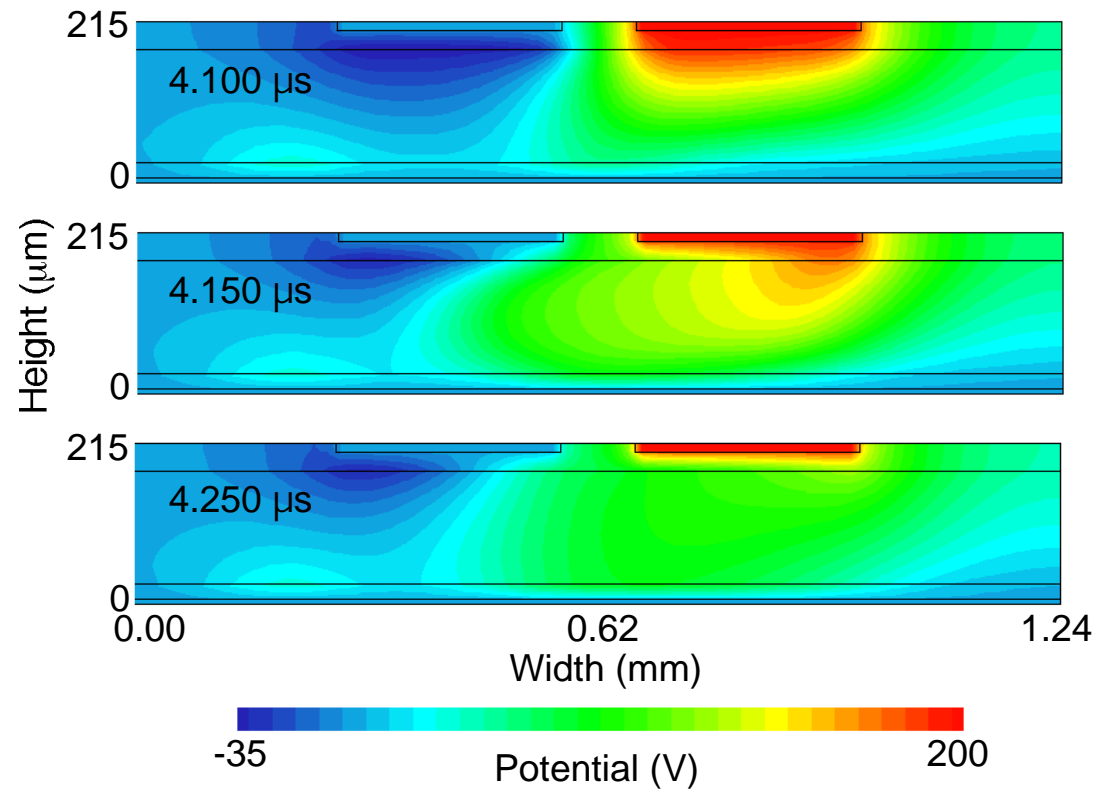 215
4.100 µs
0
215
4.150 µs
0
Height (μm)
215
4.250 µs
0
0.00 0.62 1.24
Width (mm)
-35 200
Potential (V)